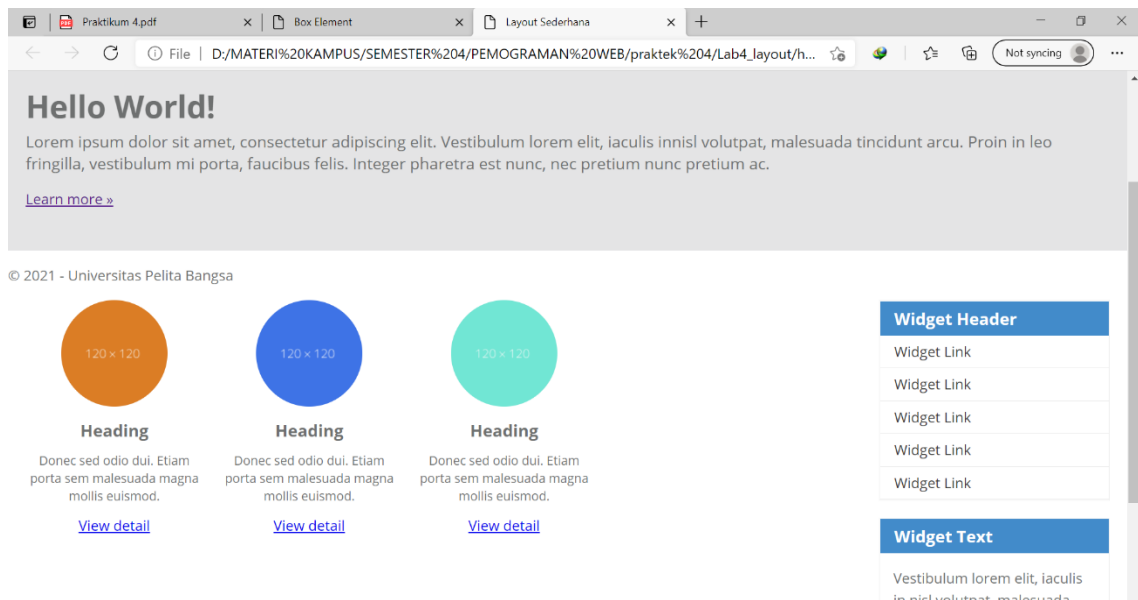 Praktikum 4.pdf
Box Element
Layout Sederhana
File | D:/MATERI%20KAMPUS/SEMESTER%204/PEMOGRAMAN%20WEB/praktek%204/Lab4_layout/h...
Not syncing
Hello World!
Lorem ipsum dolor sit amet, consectetur adipiscing elit. Vestibulum lorem elit, iaculis innisl volutpat, malesuada tincidunt arcu. Proin in leo
fringilla, vestibulum mi porta, faucibus felis. Integer pharetra est nunc, nec pretium nunc pretium ac.
Learn more »
© 2021 - Universitas Pelita Bangsa
120 × 120
Heading
Donec sed odio dui. Etiam
porta sem malesuada magna
mollis euismod.
View detail
120 × 120
Heading
Donec sed odio dui. Etiam
porta sem malesuada magna
mollis euismod.
View detail
120 × 120
Heading
Donec sed odio dui. Etiam
porta sem malesuada magna
mollis euismod.
View detail
Widget Header
Widget Link
Widget Link
Widget Link
Widget Link
Widget Link
Widget Text
Vestibulum lorem elit, iaculis
in nisl volutpat, malesuada